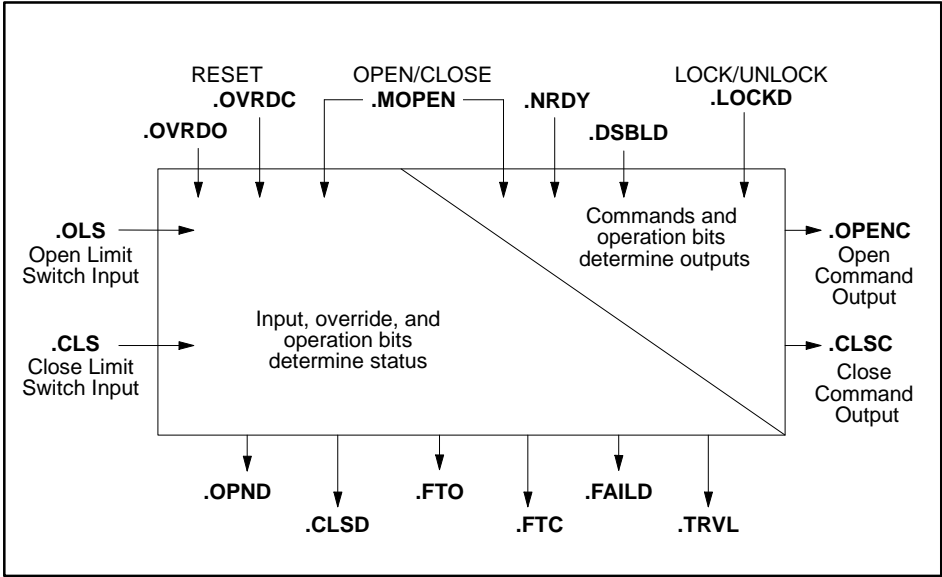 RESET
.OVRDC
.OVRDO
OPEN/CLOSE
.MOPEN
.NRDY
.DSBLD
LOCK/UNLOCK
.LOCKD
.OLS
Open Limit
Switch Input
.CLS
Close Limit
Switch Input
Commands and
operation bits
determine outputs
Input, override, and
operation bits
determine status
.OPENC
Open
Command
Output
.CLSC
Close
Command
Output
.OPND
.CLSD
.FTO
.FTC
.FAILD
.TRVL